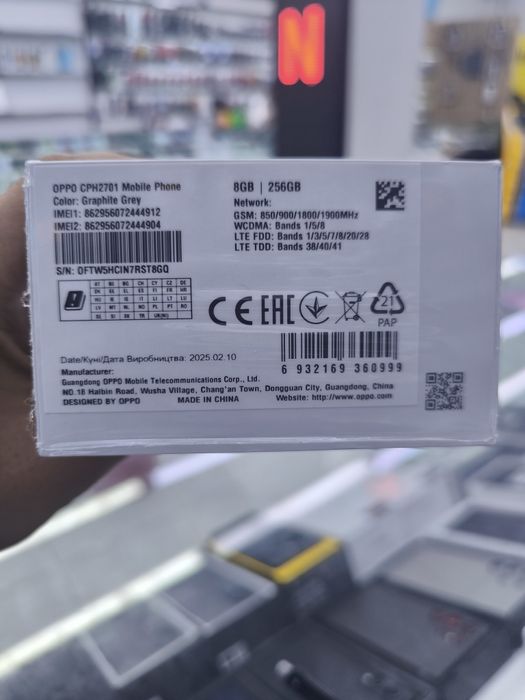 N
OPPO CPH2701 Mobile Phone
Color: Graphite Grey
IMEI1: 862956072444912
IMEI2: 862956072444904
S/N: OFTW5HCIN7RST8GQ
8GB | 256GB
Network:
GSM: 850/900/1800/1900MHz
WCDMA: Bands 1/5/8
LTE FDD: Bands 1/3/5/7/8/20/28
LTE TDD: Bands 38/40/41
CE EAC
21
PAP
Date/Күні/Дата Виробництва: 2025.02.10
6 932169 360999
Manufacturer:
Guangdong OPPO Mobile Telecommunications Corp., Ltd.
NO.18 Haibin Road, Wusha Village, Chang'an Town, Dongguan City, Guangdong, China
DESIGNED BY OPPO MADE IN CHINA Website: http://www.oppo.com